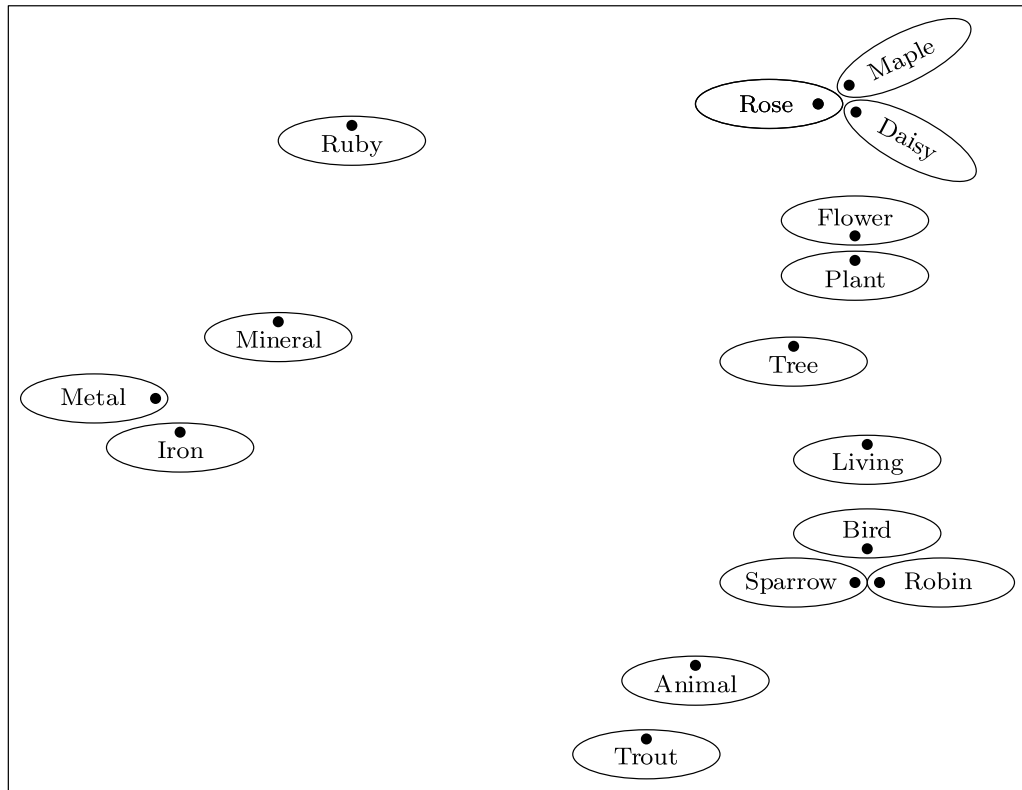 Maple
Rose
Daisy
Ruby
Flower
Plant
Mineral
Tree
Metal
Iron
Living
Bird
Sparrow
Robin
Animal
Trout